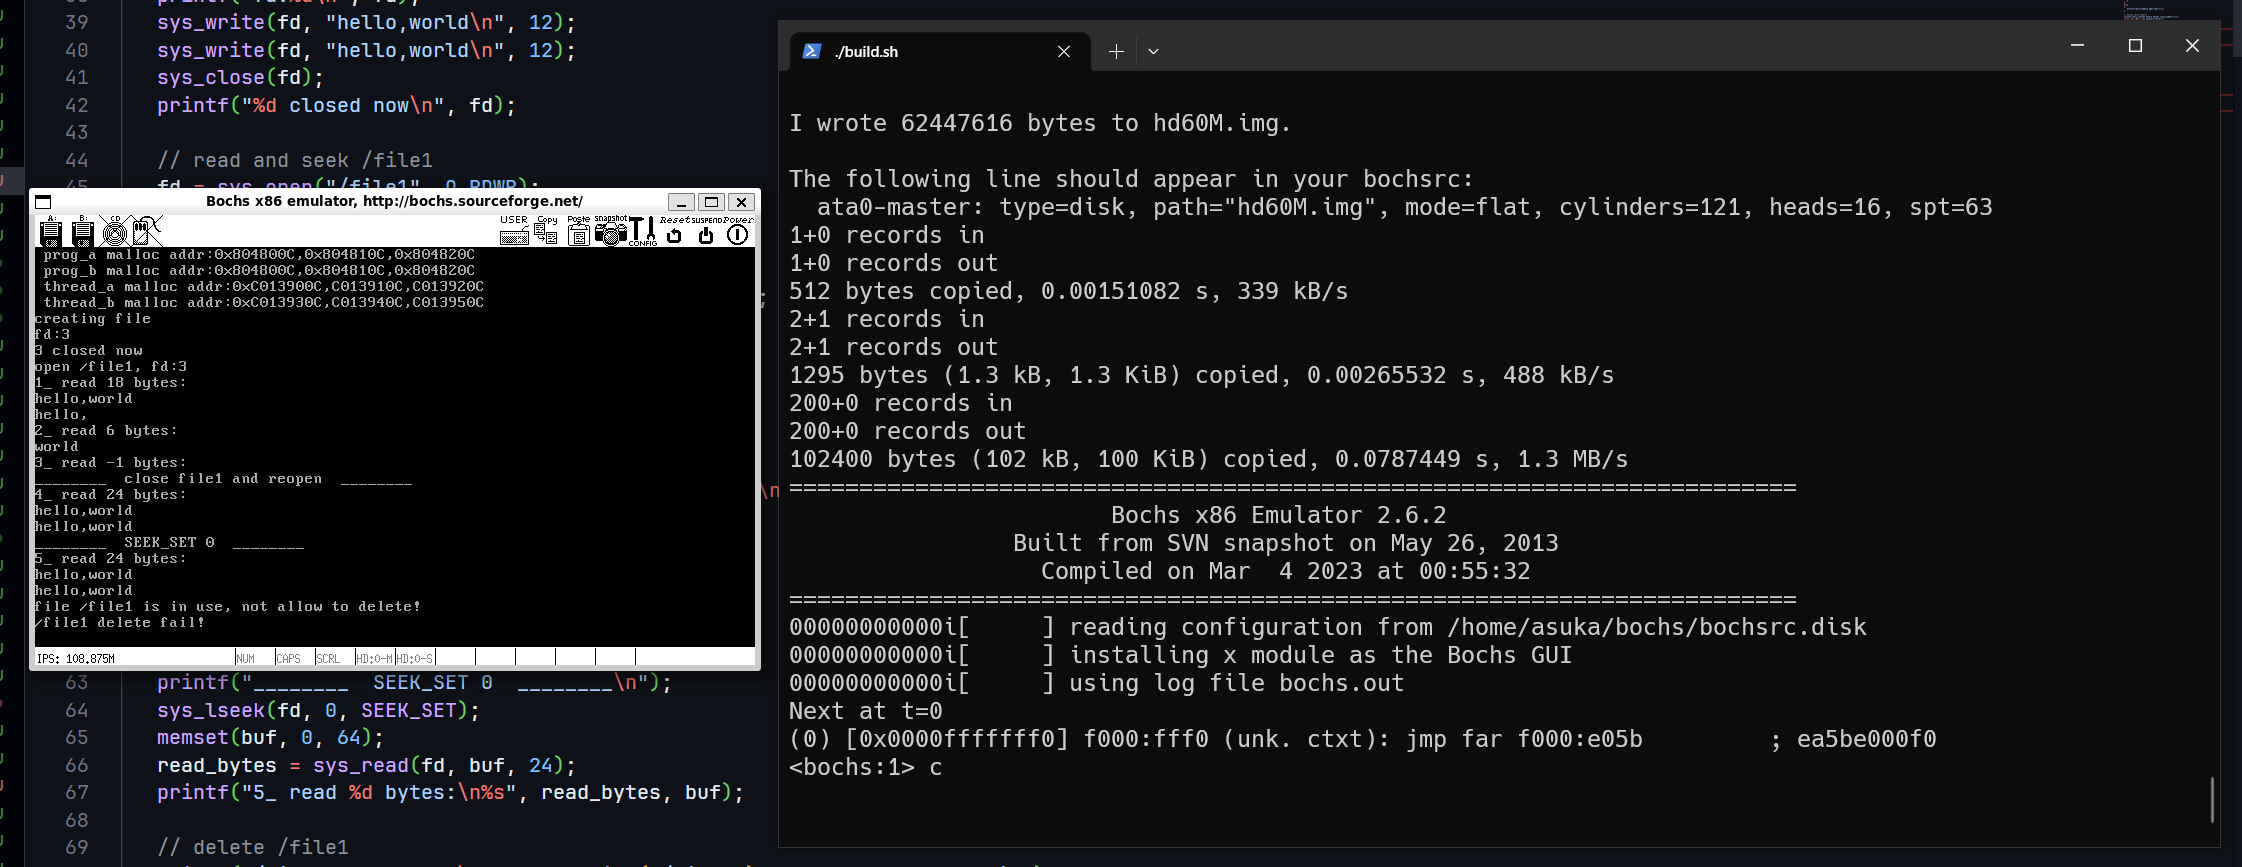 39 sys_write(fd, "hello,world\n", 12);
40 sys_write(fd, "hello,world\n", 12);
41 sys_close(fd);
42 printf("%d closed now\n", fd);
43
44 // read and seek /file1
45 fd = sys_open("/file1", O_RDWR);
Bochs x86 emulator, http://bochs.sourceforge.net/
A: B: CD USER Copy Paste snapshot CONFIG Reset SUSPEND Power
prog_a malloc addr:0x804800C,0x804810C,0x804820C
prog_b malloc addr:0x804800C,0x804810C,0x804820C
thread_a malloc addr:0xC013900C,C013910C,C013920C
thread_b malloc addr:0xC013930C,C013940C,C013950C
creating file
fd:3
3 closed now
open /file1, fd:3
1_ read 18 bytes:
hello,world
hello,
2_ read 6 bytes:
world
3_ read -1 bytes:
________  close file1 and reopen  ________
4_ read 24 bytes:
hello,world
hello,world
________  SEEK_SET 0  ________
5_ read 24 bytes:
hello,world
hello,world
file /file1 is in use, not allow to delete!
/file1 delete fail!
IPS: 108.875M NUM CAPS SCRL HD:0-M HD:0-S
;
\n
63 printf("________  SEEK_SET 0  ________\n");
64 sys_lseek(fd, 0, SEEK_SET);
65 memset(buf, 0, 64);
66 read_bytes = sys_read(fd, buf, 24);
67 printf("5_ read %d bytes:\n%s", read_bytes, buf);
68
69 // delete /file1
./build.sh
I wrote 62447616 bytes to hd60M.img.
The following line should appear in your bochsrc:
  ata0-master: type=disk, path="hd60M.img", mode=flat, cylinders=121, heads=16, spt=63
1+0 records in
1+0 records out
512 bytes copied, 0.00151082 s, 339 kB/s
2+1 records in
2+1 records out
1295 bytes (1.3 kB, 1.3 KiB) copied, 0.00265532 s, 488 kB/s
200+0 records in
200+0 records out
102400 bytes (102 kB, 100 KiB) copied, 0.0787449 s, 1.3 MB/s
========================================================================
Bochs x86 Emulator 2.6.2
Built from SVN snapshot on May 26, 2013
Compiled on Mar  4 2023 at 00:55:32
========================================================================
00000000000i[     ] reading configuration from /home/asuka/bochs/bochsrc.disk
00000000000i[     ] installing x module as the Bochs GUI
00000000000i[     ] using log file bochs.out
Next at t=0
(0) [0x0000fffffff0] f000:fff0 (unk. ctxt): jmp far f000:e05b         ; ea5be000f0
<bochs:1> c